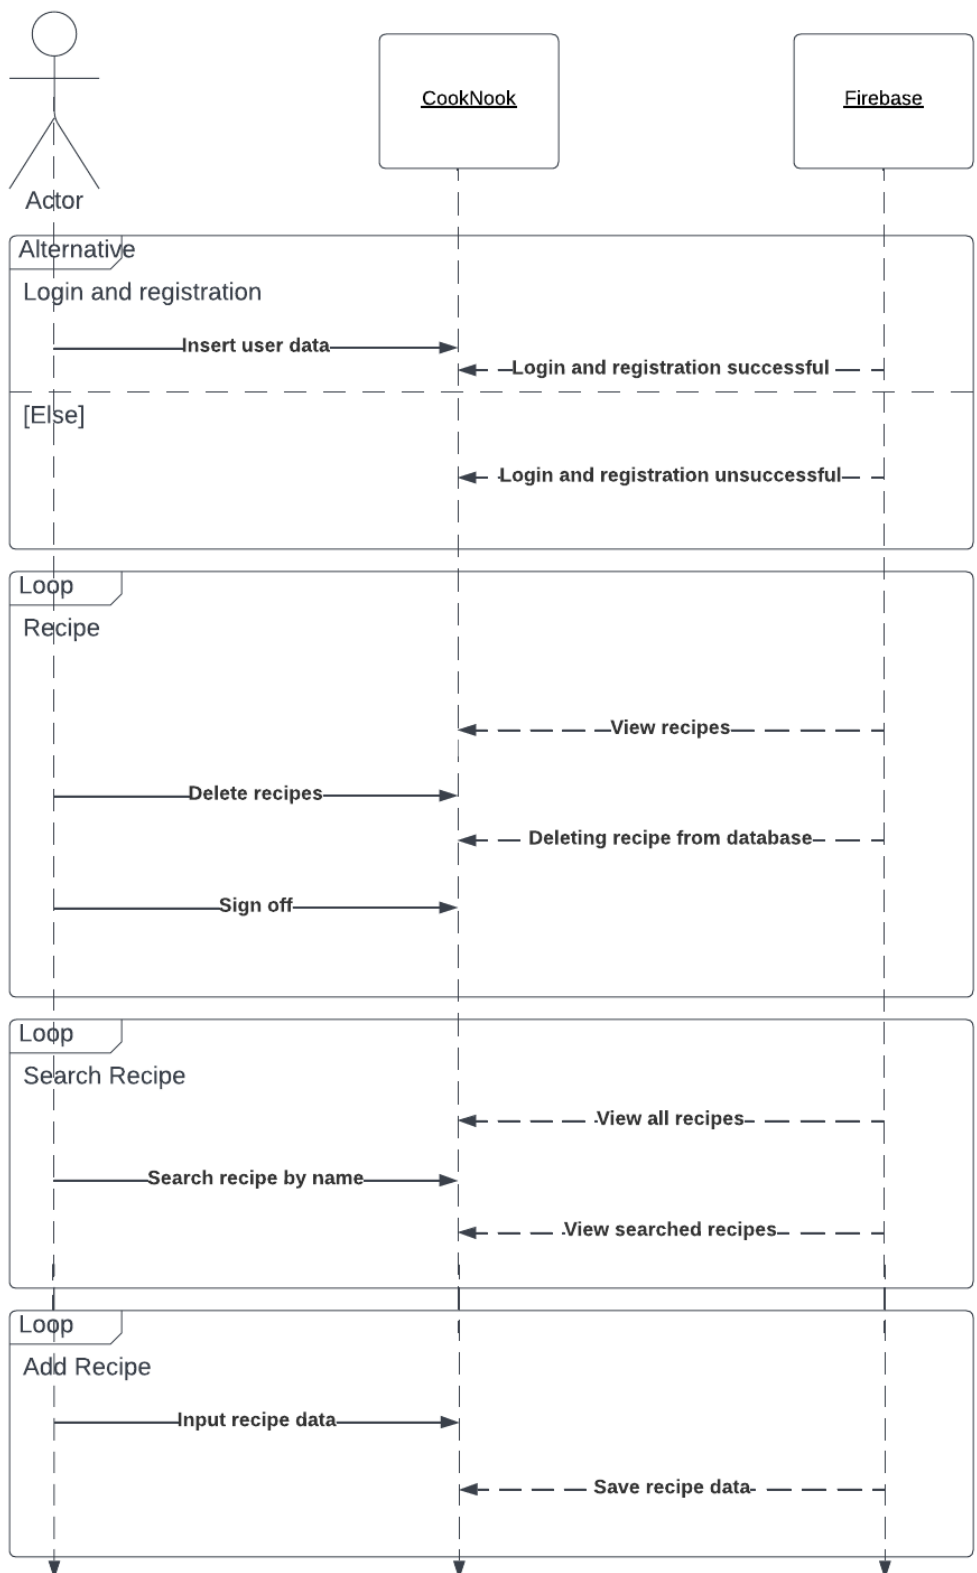 Actor
CookNook
Firebase
Alternative
Login and registration
Insert user data
Login and registration successful
[Else]
Login and registration unsuccessful
Loop
Recipe
View recipes
Delete recipes
Deleting recipe from database
Sign off
Loop
Search Recipe
View all recipes
Search recipe by name
View searched recipes
Loop
Add Recipe
Input recipe data
Save recipe data